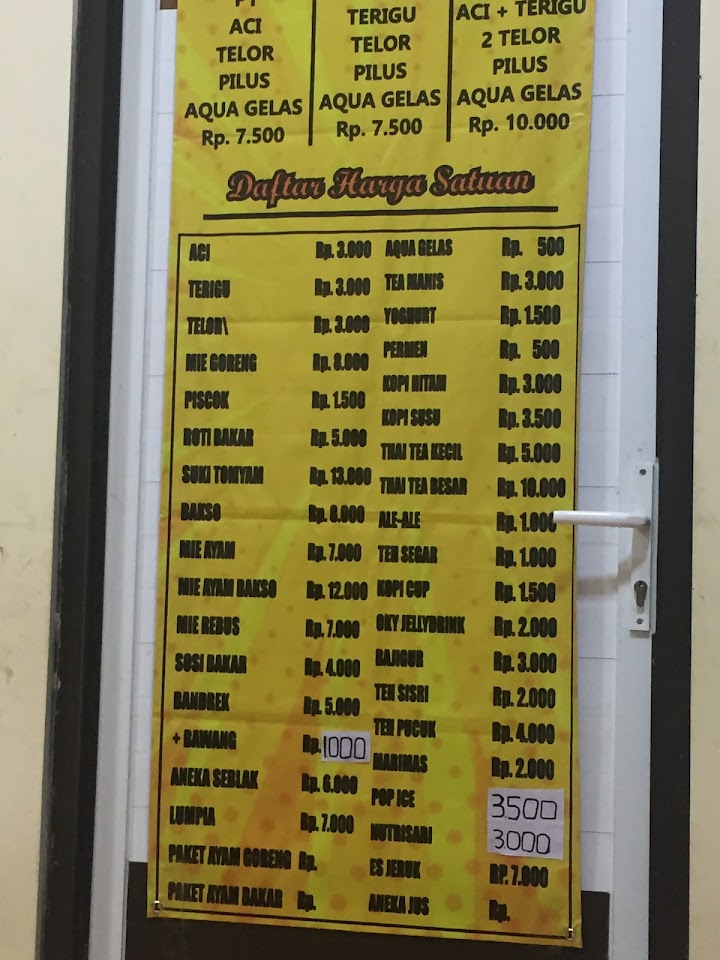 ACI
TELOR
PILUS
AQUA GELAS
Rp. 7.500
TERIGU
TELOR
PILUS
AQUA GELAS
Rp. 7.500
ACI + TERIGU
2 TELOR
PILUS
AQUA GELAS
Rp. 10.000
Daftar Harga Satuan
ACI Rp. 3.000
TERIGU Rp. 3.000
TELOR\ Rp. 3.000
MIE GORENG Rp. 8.000
PISCOK Rp. 1.500
ROTI BAKAR Rp. 5.000
SUKI TOMYAM Rp. 13.000
BAKSO Rp. 8.000
MIE AYAM Rp. 7.000
MIE AYAM BAKSO Rp. 12.000
MIE REBUS Rp. 7.000
SOSI BAKAR Rp. 4.000
BANDREK Rp. 5.000
+ BAWANG Rp. 1000
ANEKA SEBLAK Rp. 6.000
LUMPIA Rp. 7.000
PAKET AYAM GORENG Rp.
PAKET AYAM BAKAR Rp.
AQUA GELAS Rp. 500
TEA MANIS Rp. 3.000
YOGHURT Rp. 1.500
PERMEN Rp. 500
KOPI HITAM Rp. 3.000
KOPI SUSU Rp. 3.500
THAI TEA KECIL Rp. 5.000
THAI TEA BESAR Rp. 10.000
ALE-ALE Rp. 1.000
TEH SEGAR Rp. 1.000
KOPI CUP Rp. 1.500
OKY JELLYDRINK Rp. 2.000
BAJIGUR Rp. 3.000
TEH SISRI Rp. 2.000
TEH PUCUK Rp. 4.000
MARIMAS Rp. 2.000
POP ICE 3500
NUTRISARI 3.000
ES JERUK RP. 7.000
ANEKA JUS Rp.